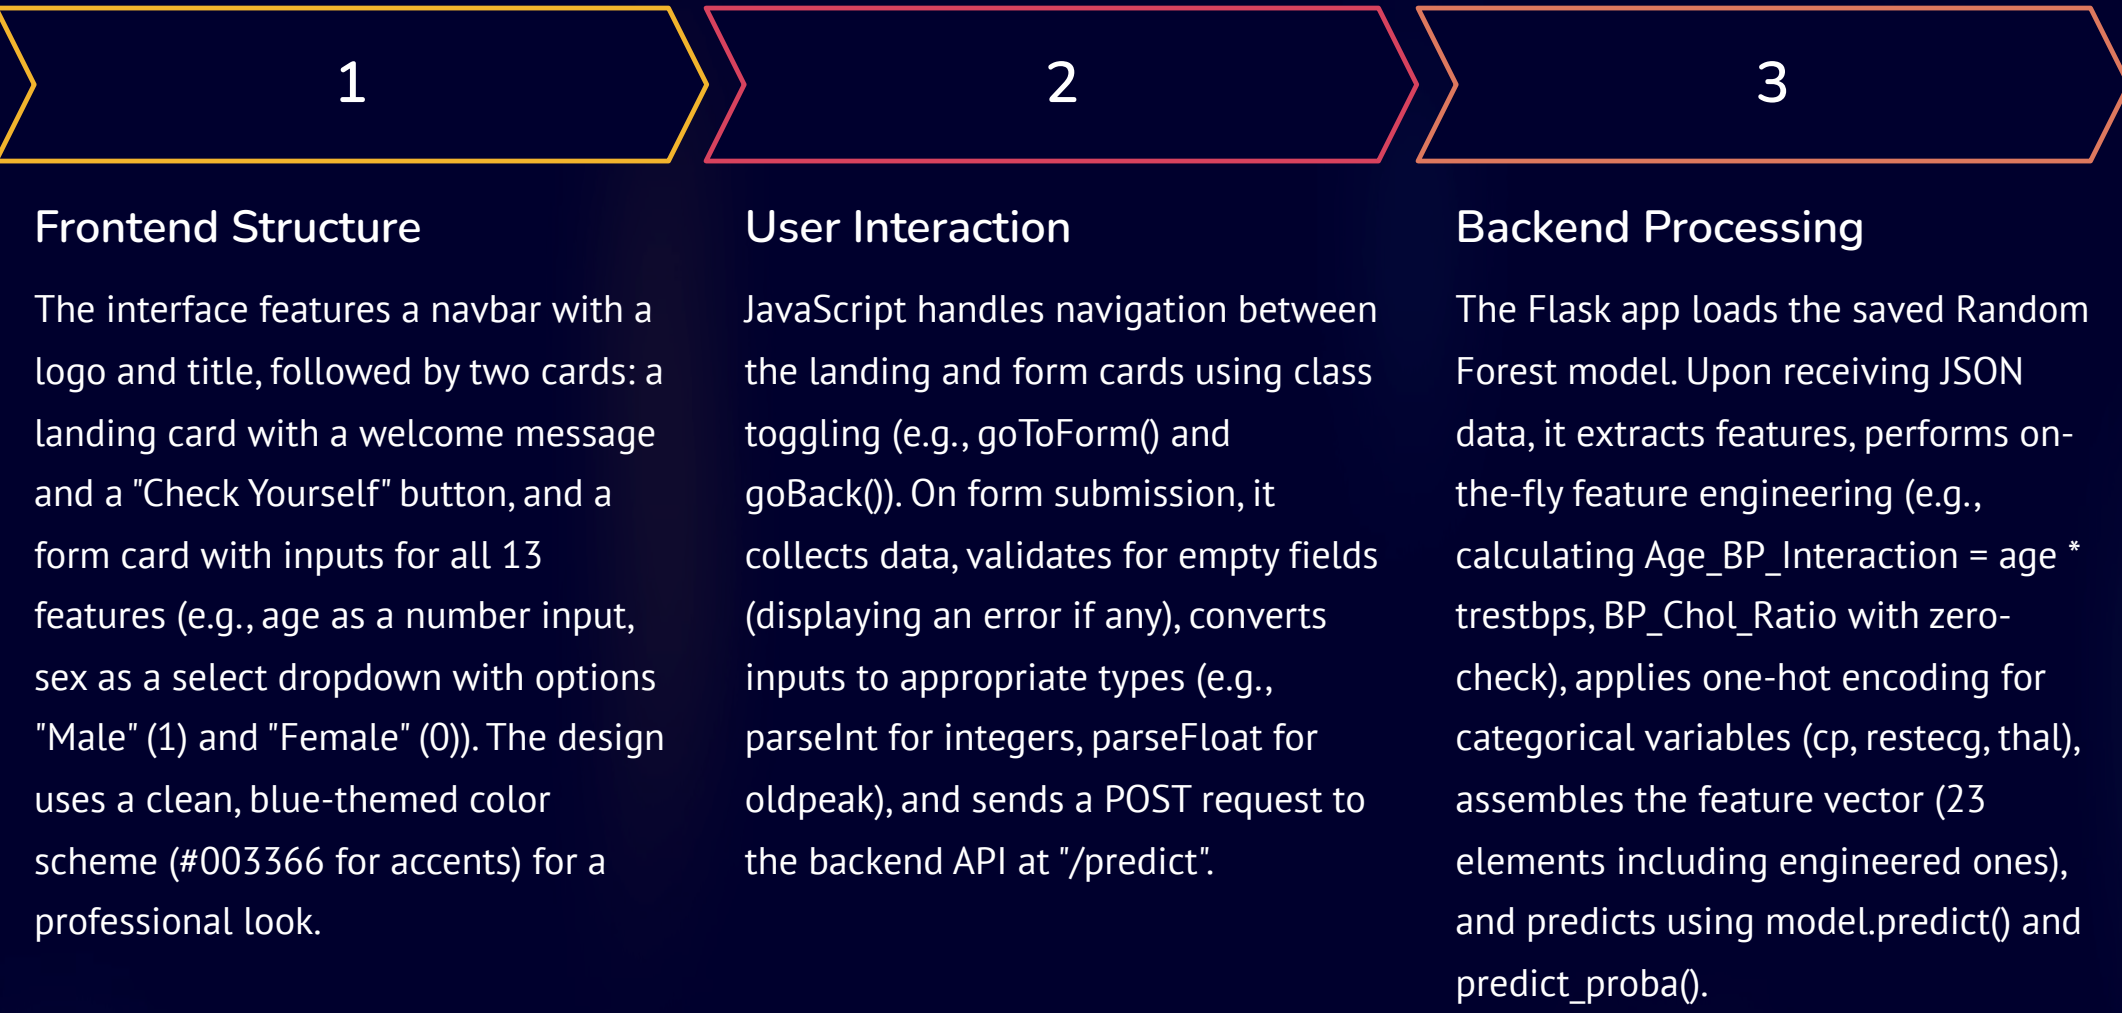 1
Frontend Structure
The interface features a navbar with a
logo and title, followed by two cards: a
landing card with a welcome message
and a "Check Yourself" button, and a
form card with inputs for all 13
features (e.g., age as a number input,
sex as a select dropdown with options
"Male" (1) and "Female" (0)). The design
uses a clean, blue-themed color
scheme (#003366 for accents) for a
professional look.
2
User Interaction
JavaScript handles navigation between
the landing and form cards using class
toggling (e.g., goToForm() and
goBack()). On form submission, it
collects data, validates for empty fields
(displaying an error if any), converts
inputs to appropriate types (e.g.,
parseInt for integers, parseFloat for
oldpeak), and sends a POST request to
the backend API at "/predict".
3
Backend Processing
The Flask app loads the saved Random
Forest model. Upon receiving JSON
data, it extracts features, performs on-
the-fly feature engineering (e.g.,
calculating Age_BP_Interaction = age *
trestbps, BP_Chol_Ratio with zero-
check), applies one-hot encoding for
categorical variables (cp, restecg, thal),
assembles the feature vector (23
elements including engineered ones),
and predicts using model.predict() and
predict_proba().